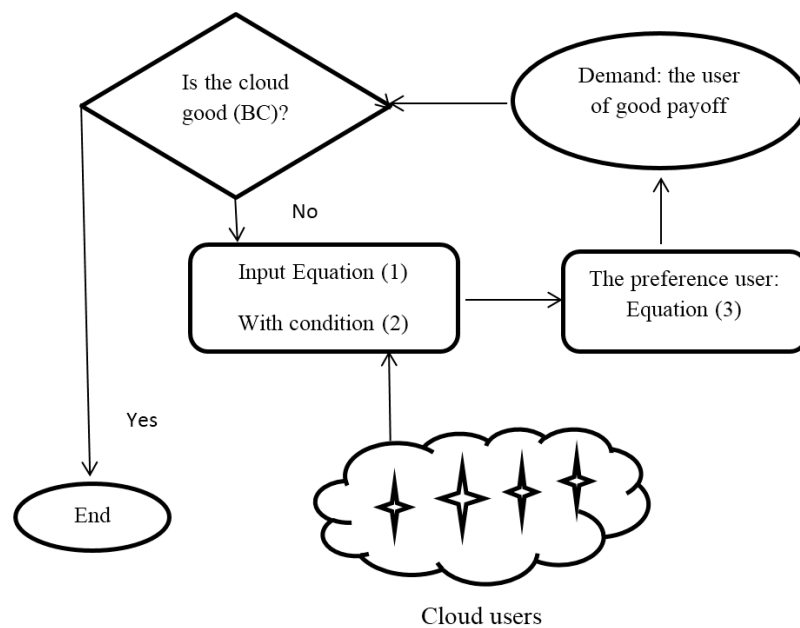 Is the cloud
good (BC)?
Demand: the user
of good payoff
No
Input Equation (1)
With condition (2)
The preference user:
Equation (3)
Yes
End
Cloud users